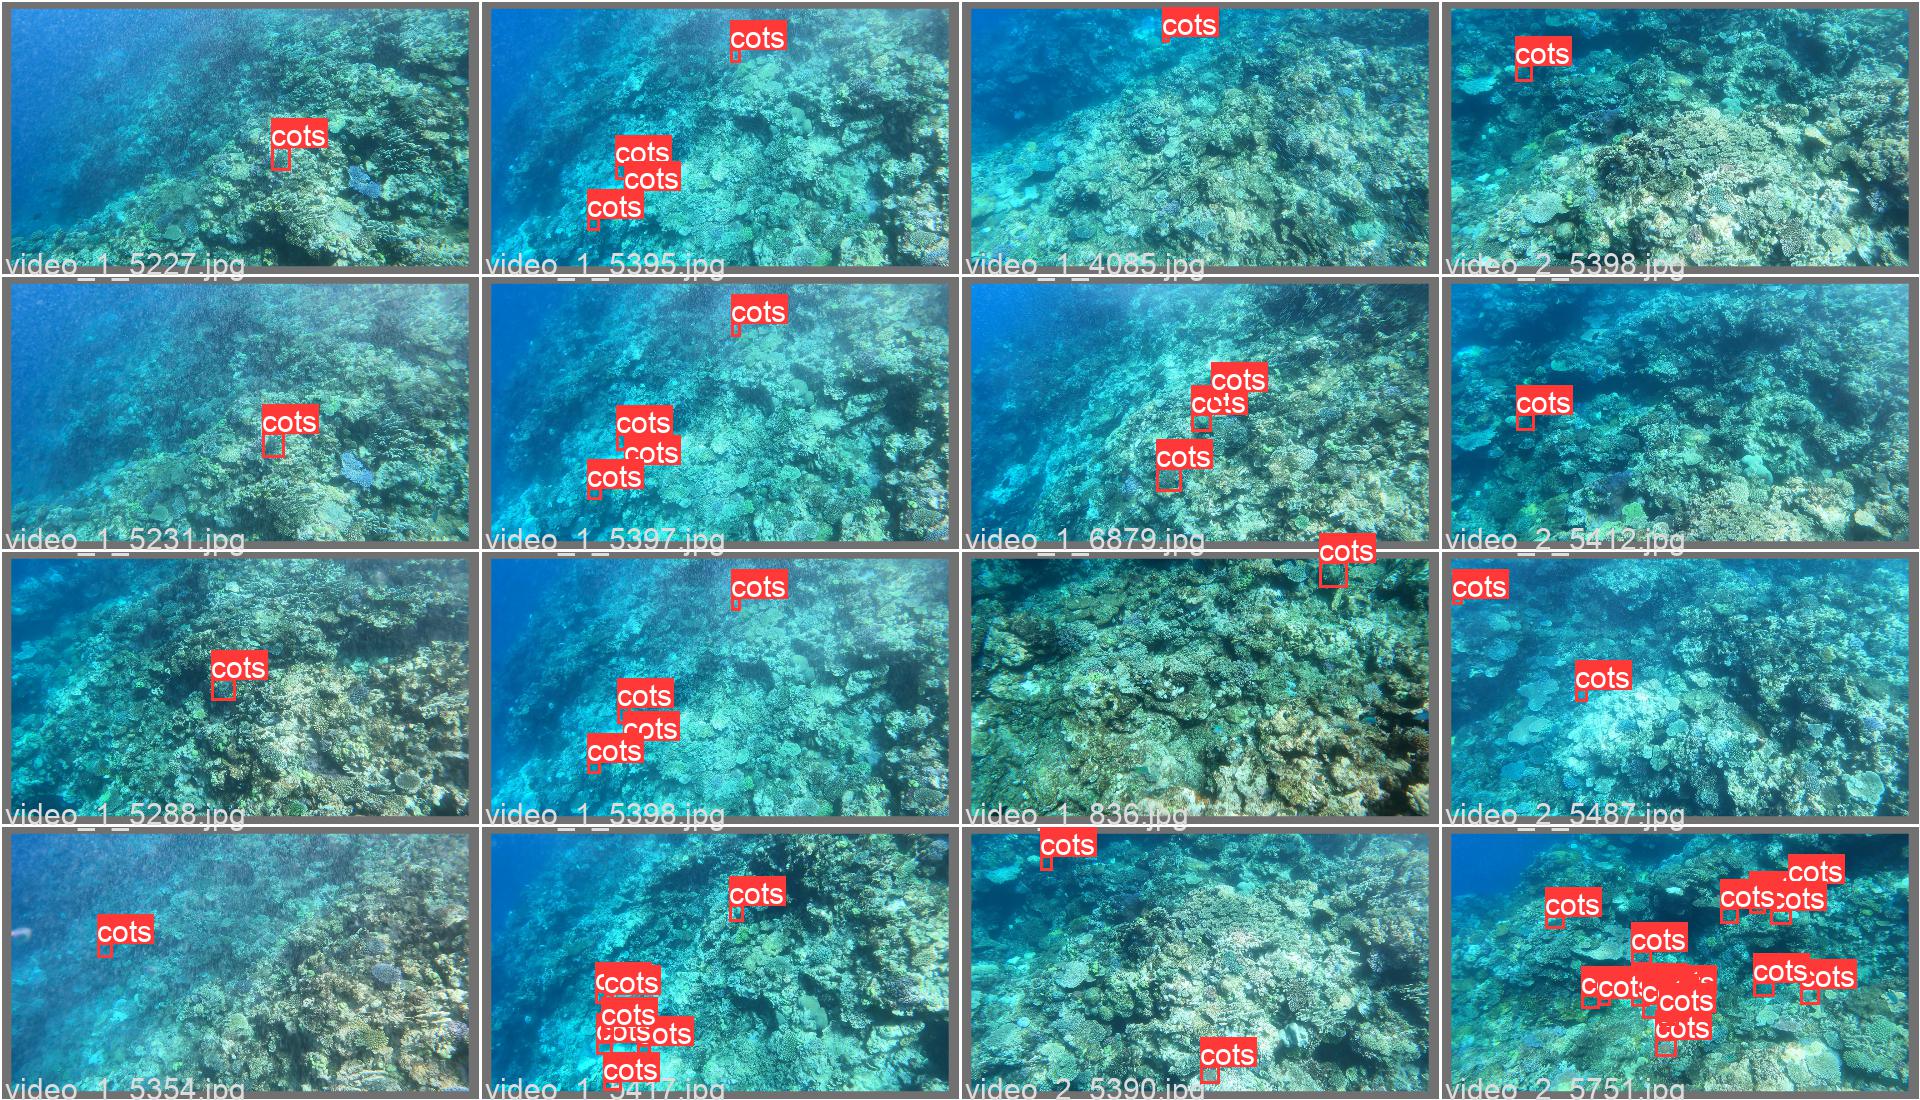 cots
video_1_5227.jpg
cots
cots
cots
cots
video_1_5395.jpg
cots
video_1_4085.jpg
cots
video_2_5398.jpg
cots
video_1_5231.jpg
cots
cots
cots
cots
video_1_5397.jpg
cots
cots
cots
video_1_6879.jpg
cots
video_2_5412.jpg
cots
video_1_5288.jpg
cots
cots
cots
cots
video_1_5398.jpg
cots
video_1_836.jpg
cots
cots
video_2_5487.jpg
cots
video_1_5354.jpg
cots
cots
cots
cots
cots
cots
video_1_5417.jpg
cots
cots
video_2_5390.jpg
cots
cots
cots
cots
cots
cots
cots
cots
cots
cots
video_2_5751.jpg